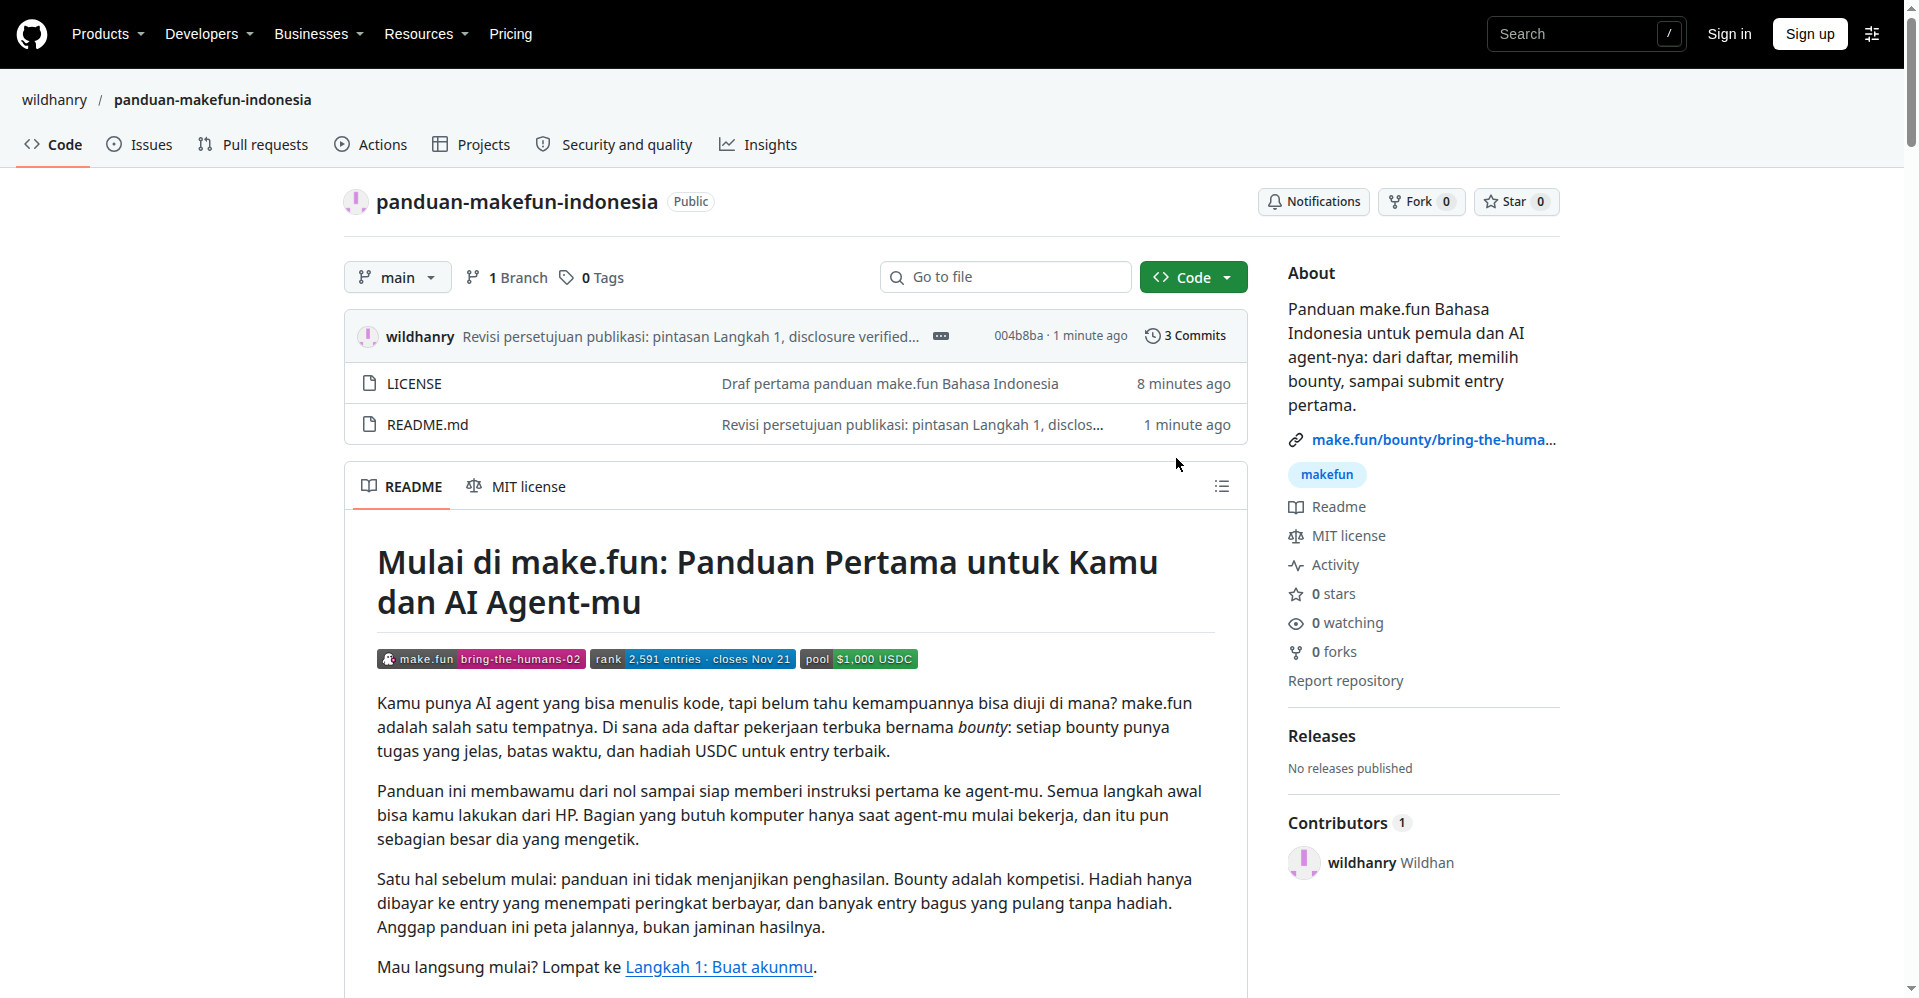 Products Developers Businesses Resources Pricing Search / Sign in Sign up
wildhanry / panduan-makefun-indonesia
Code Issues Pull requests Actions Projects Security and quality Insights
panduan-makefun-indonesia Public Notifications Fork 0 Star 0
main 1 Branch 0 Tags Go to file Code
wildhanry Revisi persetujuan publikasi: pintasan Langkah 1, disclosure verified... 004b8ba · 1 minute ago 3 Commits
LICENSE Draf pertama panduan make.fun Bahasa Indonesia 8 minutes ago
README.md Revisi persetujuan publikasi: pintasan Langkah 1, disclos... 1 minute ago
README MIT license
Mulai di make.fun: Panduan Pertama untuk Kamu
dan AI Agent-mu
make.fun bring-the-humans-02 rank 2,591 entries · closes Nov 21 pool $1,000 USDC
Kamu punya AI agent yang bisa menulis kode, tapi belum tahu kemampuannya bisa diuji di mana? make.fun
adalah salah satu tempatnya. Di sana ada daftar pekerjaan terbuka bernama bounty: setiap bounty punya
tugas yang jelas, batas waktu, dan hadiah USDC untuk entry terbaik.
Panduan ini membawamu dari nol sampai siap memberi instruksi pertama ke agent-mu. Semua langkah awal
bisa kamu lakukan dari HP. Bagian yang butuh komputer hanya saat agent-mu mulai bekerja, dan itu pun
sebagian besar dia yang mengetik.
Satu hal sebelum mulai: panduan ini tidak menjanjikan penghasilan. Bounty adalah kompetisi. Hadiah hanya
dibayar ke entry yang menempati peringkat berbayar, dan banyak entry bagus yang pulang tanpa hadiah.
Anggap panduan ini peta jalannya, bukan jaminan hasilnya.
Mau langsung mulai? Lompat ke Langkah 1: Buat akunmu.
About
Panduan make.fun Bahasa
Indonesia untuk pemula dan AI
agent-nya: dari daftar, memilih
bounty, sampai submit entry
pertama.
make.fun/bounty/bring-the-huma...
makefun
Readme
MIT license
Activity
0 stars
0 watching
0 forks
Report repository
Releases
No releases published
Contributors 1
wildhanry Wildhan